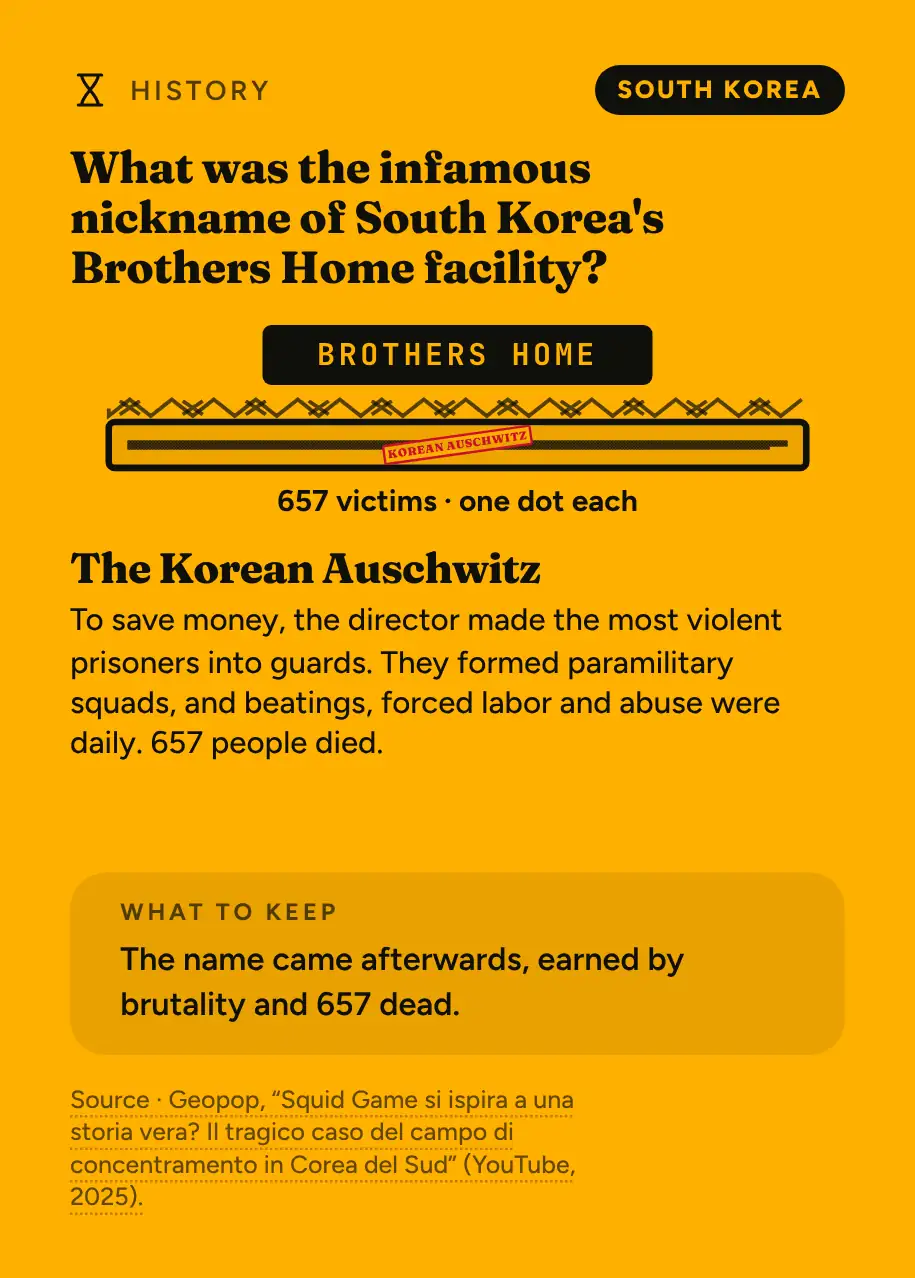 HISTORY
SOUTH KOREA
What was the infamous
nickname of South Korea's
Brothers Home facility?
BROTHERS HOME
KOREAN AUSCHWITZ
657 victims · one dot each
The Korean Auschwitz
To save money, the director made the most violent
prisoners into guards. They formed paramilitary
squads, and beatings, forced labor and abuse were
daily. 657 people died.
WHAT TO KEEP
The name came afterwards, earned by
brutality and 657 dead.
Source · Geopop, “Squid Game si ispira a una
storia vera? Il tragico caso del campo di
concentramento in Corea del Sud” (YouTube,
2025).